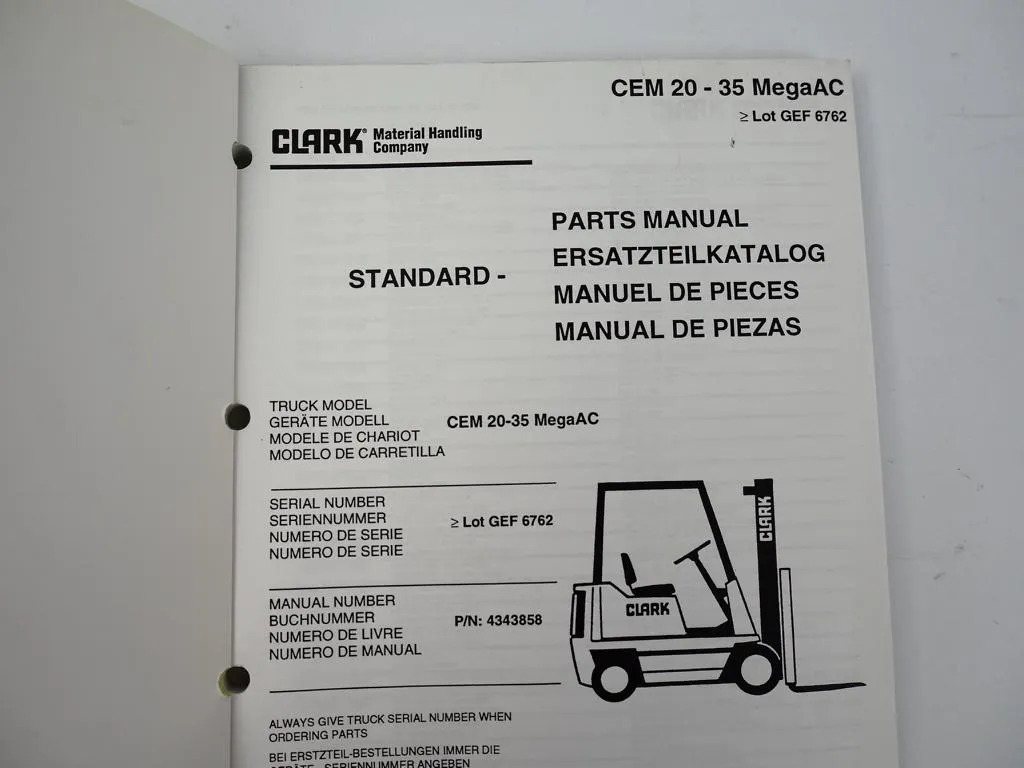 CEM 20 - 35 MegaAC
≥ Lot GEF 6762
CLARK® Material Handling
Company
STANDARD -
PARTS MANUAL
ERSATZTEILKATALOG
MANUEL DE PIECES
MANUAL DE PIEZAS
TRUCK MODEL
GERÄTE MODELL
MODELE DE CHARIOT
MODELO DE CARRETILLA
CEM 20-35 MegaAC
SERIAL NUMBER
SERIENNUMMER
NUMERO DE SERIE
NUMERO DE SERIE
≥ Lot GEF 6762
MANUAL NUMBER
BUCHNUMMER
NUMERO DE LIVRE
NUMERO DE MANUAL
P/N: 4343858
CLARK
CLARK
ALWAYS GIVE TRUCK SERIAL NUMBER WHEN
ORDERING PARTS
BEI ERSTZTEIL-BESTELLUNGEN IMMER DIE
GERÄTE - SERIENNUMMER ANGEBEN